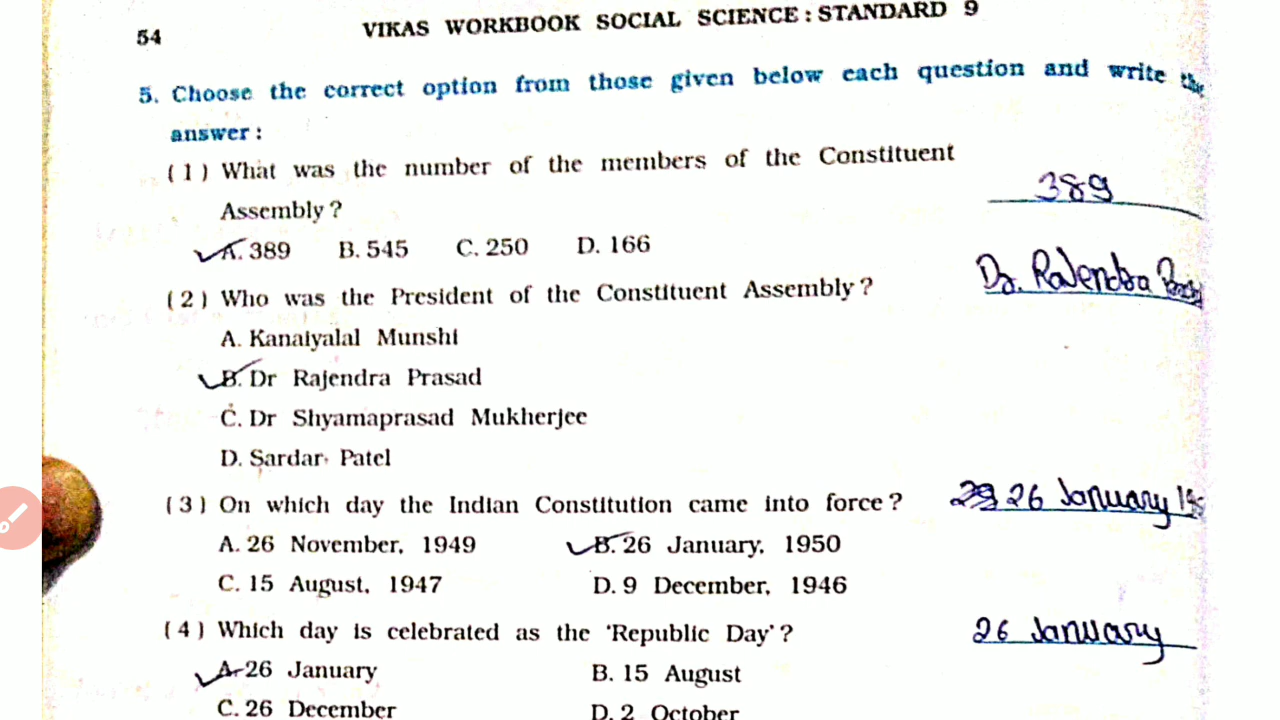 54
VIKAS WORKBOOK SOCIAL SCIENCE : STANDARD 9
5. Choose the correct option from those given below each question and write the
answer :
( 1 ) What was the number of the members of the Constituent
Assembly ?
389
A. 389 B. 545 C. 250 D. 166
( 2 ) Who was the President of the Constituent Assembly ?
Dr. Rajendra
A. Kanaiyalal Munshi
B. Dr Rajendra Prasad
C. Dr Shyamaprasad Mukherjee
D. Sardar Patel
( 3 ) On which day the Indian Constitution came into force ? 26 January
A. 26 November, 1949 B. 26 January, 1950
C. 15 August, 1947 D. 9 December, 1946
( 4 ) Which day is celebrated as the ‘Republic Day’ ? 26 January
A. 26 January B. 15 August
C. 26 December D. 2 October